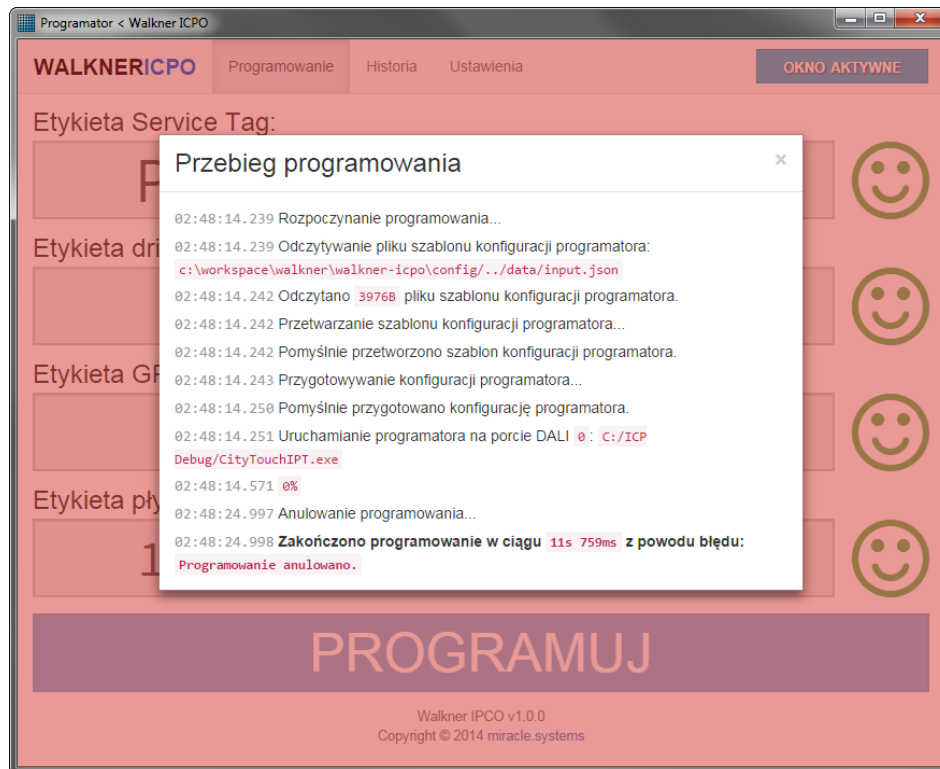 Programator < Walkner ICPO
WALKNERICPO Programowanie Historia Ustawienia OKNO AKTYWNE
Etykieta Service Tag:
P
Przebieg programowania ×
02:48:14.239 Rozpoczynanie programowania...
02:48:14.239 Odczytywanie pliku szablonu konfiguracji programatora:
c:\workspace\walkner\walkner-icpo\config/../data/input.json
02:48:14.242 Odczytano 3976B pliku szablonu konfiguracji programatora.
02:48:14.242 Przetwarzanie szablonu konfiguracji programatora...
02:48:14.242 Pomyślnie przetworzono szablon konfiguracji programatora.
02:48:14.243 Przygotowywanie konfiguracji programatora...
02:48:14.250 Pomyślnie przygotowano konfigurację programatora.
02:48:14.251 Uruchamianie programatora na porcie DALI 0: C:/ICP
Debug/CityTouchIPT.exe
02:48:14.571 0%
02:48:24.997 Anulowanie programowania...
02:48:24.998 Zakończono programowanie w ciągu 11s 759ms z powodu błędu:
Programowanie anulowano.
Etykieta dri
Etykieta
Etykieta pły
1
PROGRAMUJ
Walkner IPCO v1.0.0
Copyright © 2014 miracle.systems